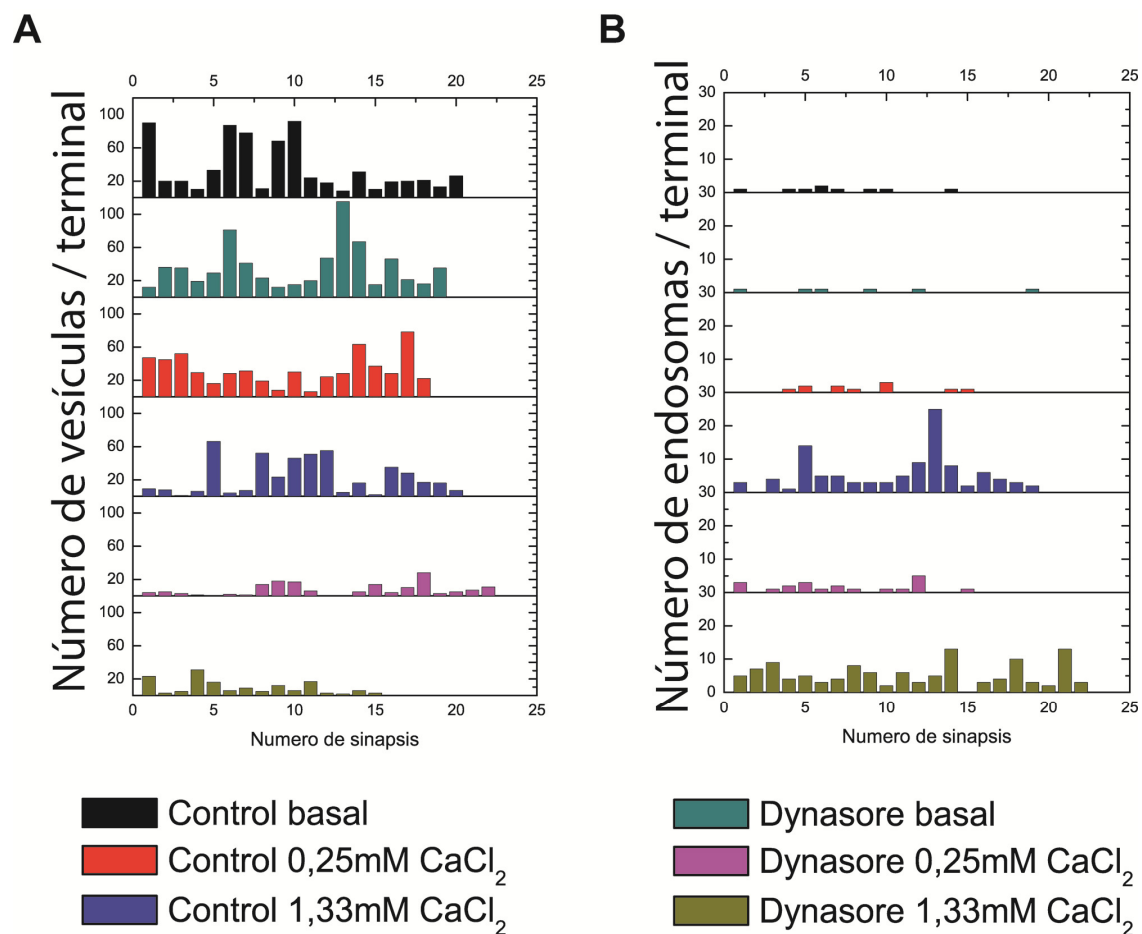 A
B
0 5 10 15 20 25
0 5 10 15 20 25
Número de vesículas / terminal
100
60
20
100
60
20
100
60
20
100
60
20
100
60
20
100
60
20
0 5 10 15 20 25
Numero de sinapsis
Número de endosomas / terminal
30
20
10
30
20
10
30
20
10
30
20
10
30
20
10
30
20
10
0
0 5 10 15 20 25
Numero de sinapsis
Control basal
Control 0,25mM CaCl₂
Control 1,33mM CaCl₂
Dynasore basal
Dynasore 0,25mM CaCl₂
Dynasore 1,33mM CaCl₂